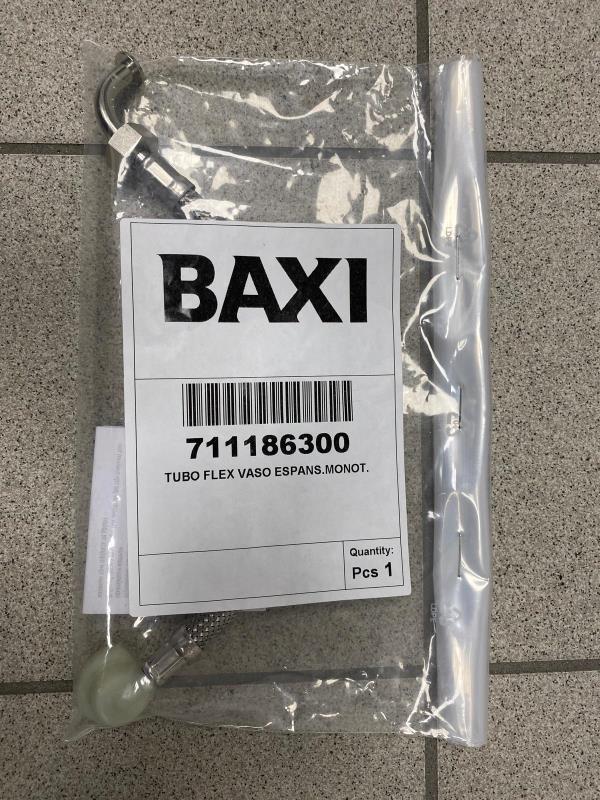 BAXI
711186300
TUBO FLEX VASO ESPANS.MONOT.
Quantity:
Pcs 1